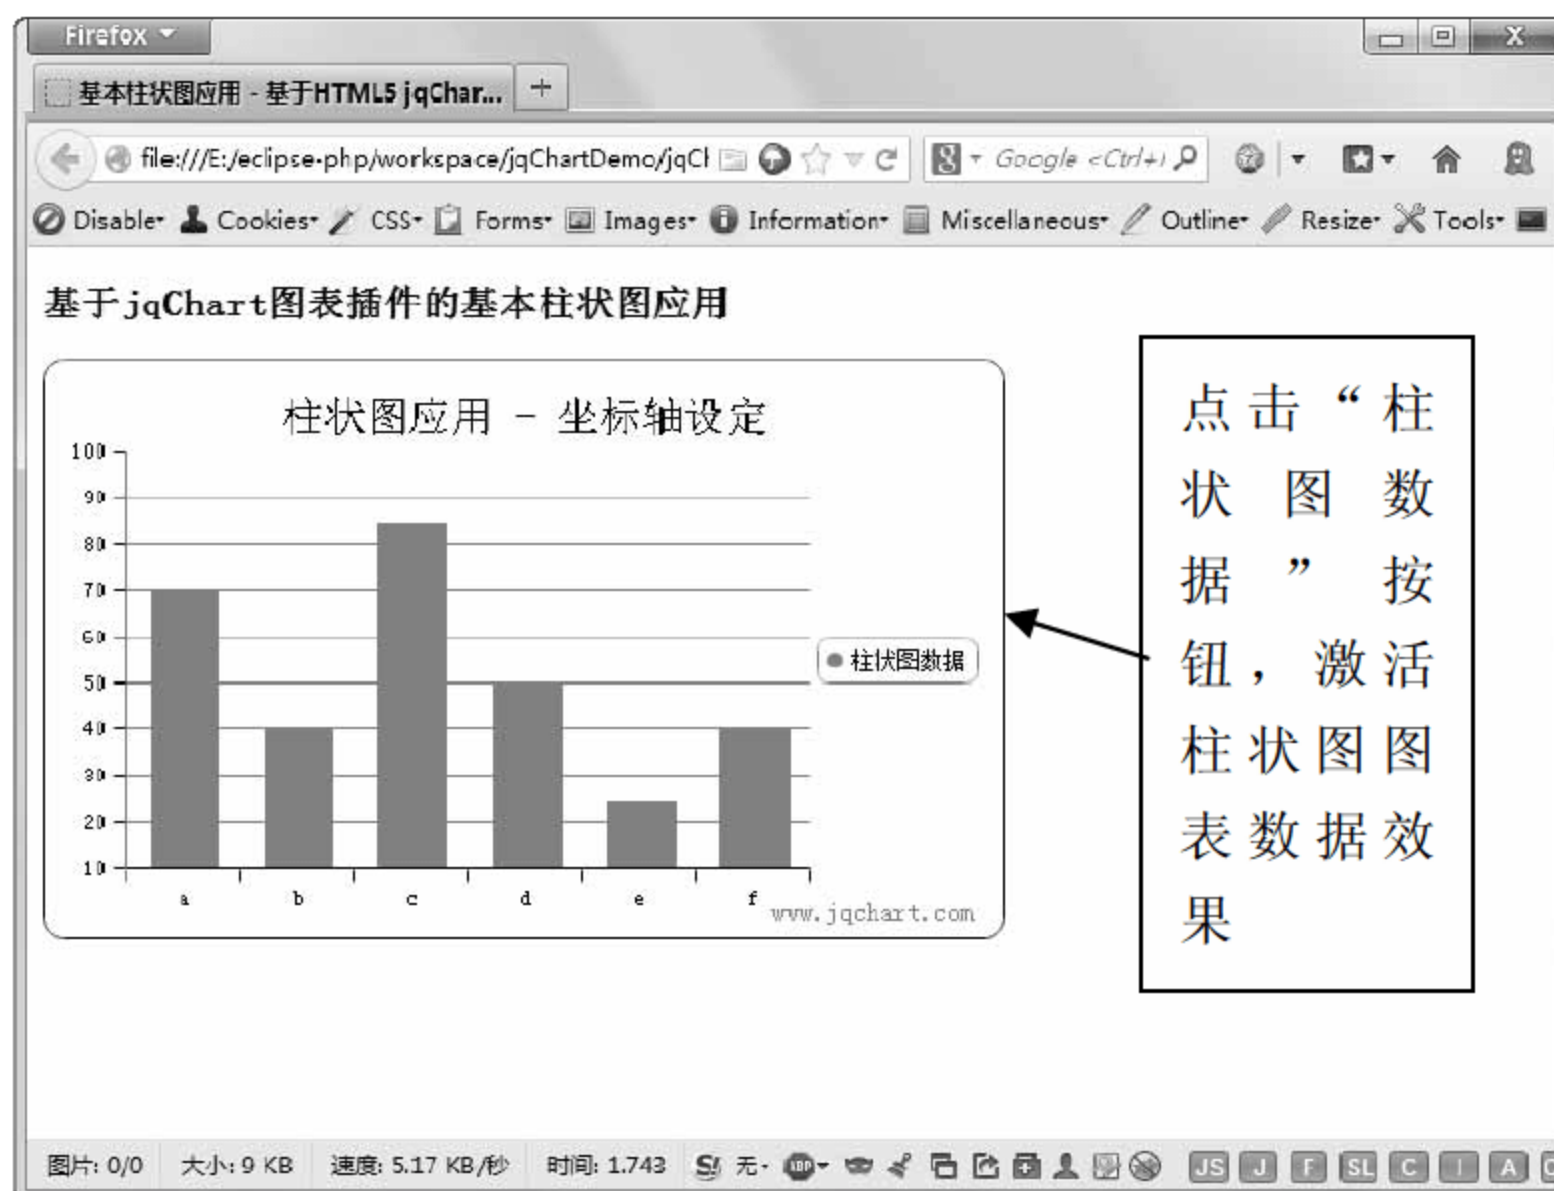 Firefox
基本柱状图应用 - 基于HTML5 jqChar...
file:///E:/eclipse-php/workspace/jqChartDemo/jqCl
Google <Ctrl+
Disable Cookies CSS Forms Images Information Miscellaneous Outline Resize Tools
基于jqChart图表插件的基本柱状图应用
柱状图应用 - 坐标轴设定
100
90
80
70
60
50
40
30
20
10
a b c d e f
柱状图数据
www.jqchart.com
点击“柱
状图数
据”按
钮，激活
柱状图图
表数据效
果
图片: 0/0 大小: 9 KB 速度: 5.17 KB/秒 时间: 1.743 S! 无 ABP JS J F SL C I A